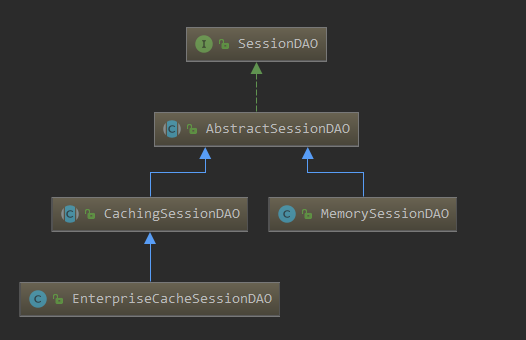 I SessionDAO
C AbstractSessionDAO
C CachingSessionDAO
C MemorySessionDAO
C EnterpriseCacheSessionDAO